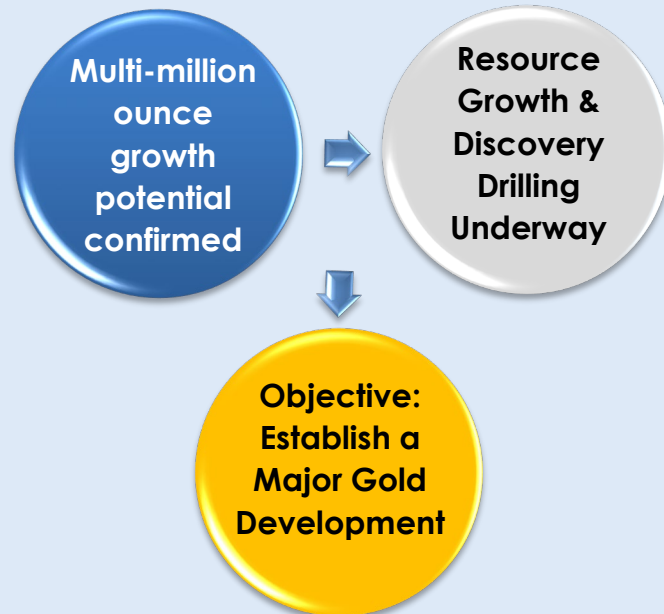 Multi-million
ounce
growth
potential
confirmed
Resource
Growth &
Discovery
Drilling
Underway
Objective:
Establish a
Major Gold
Development